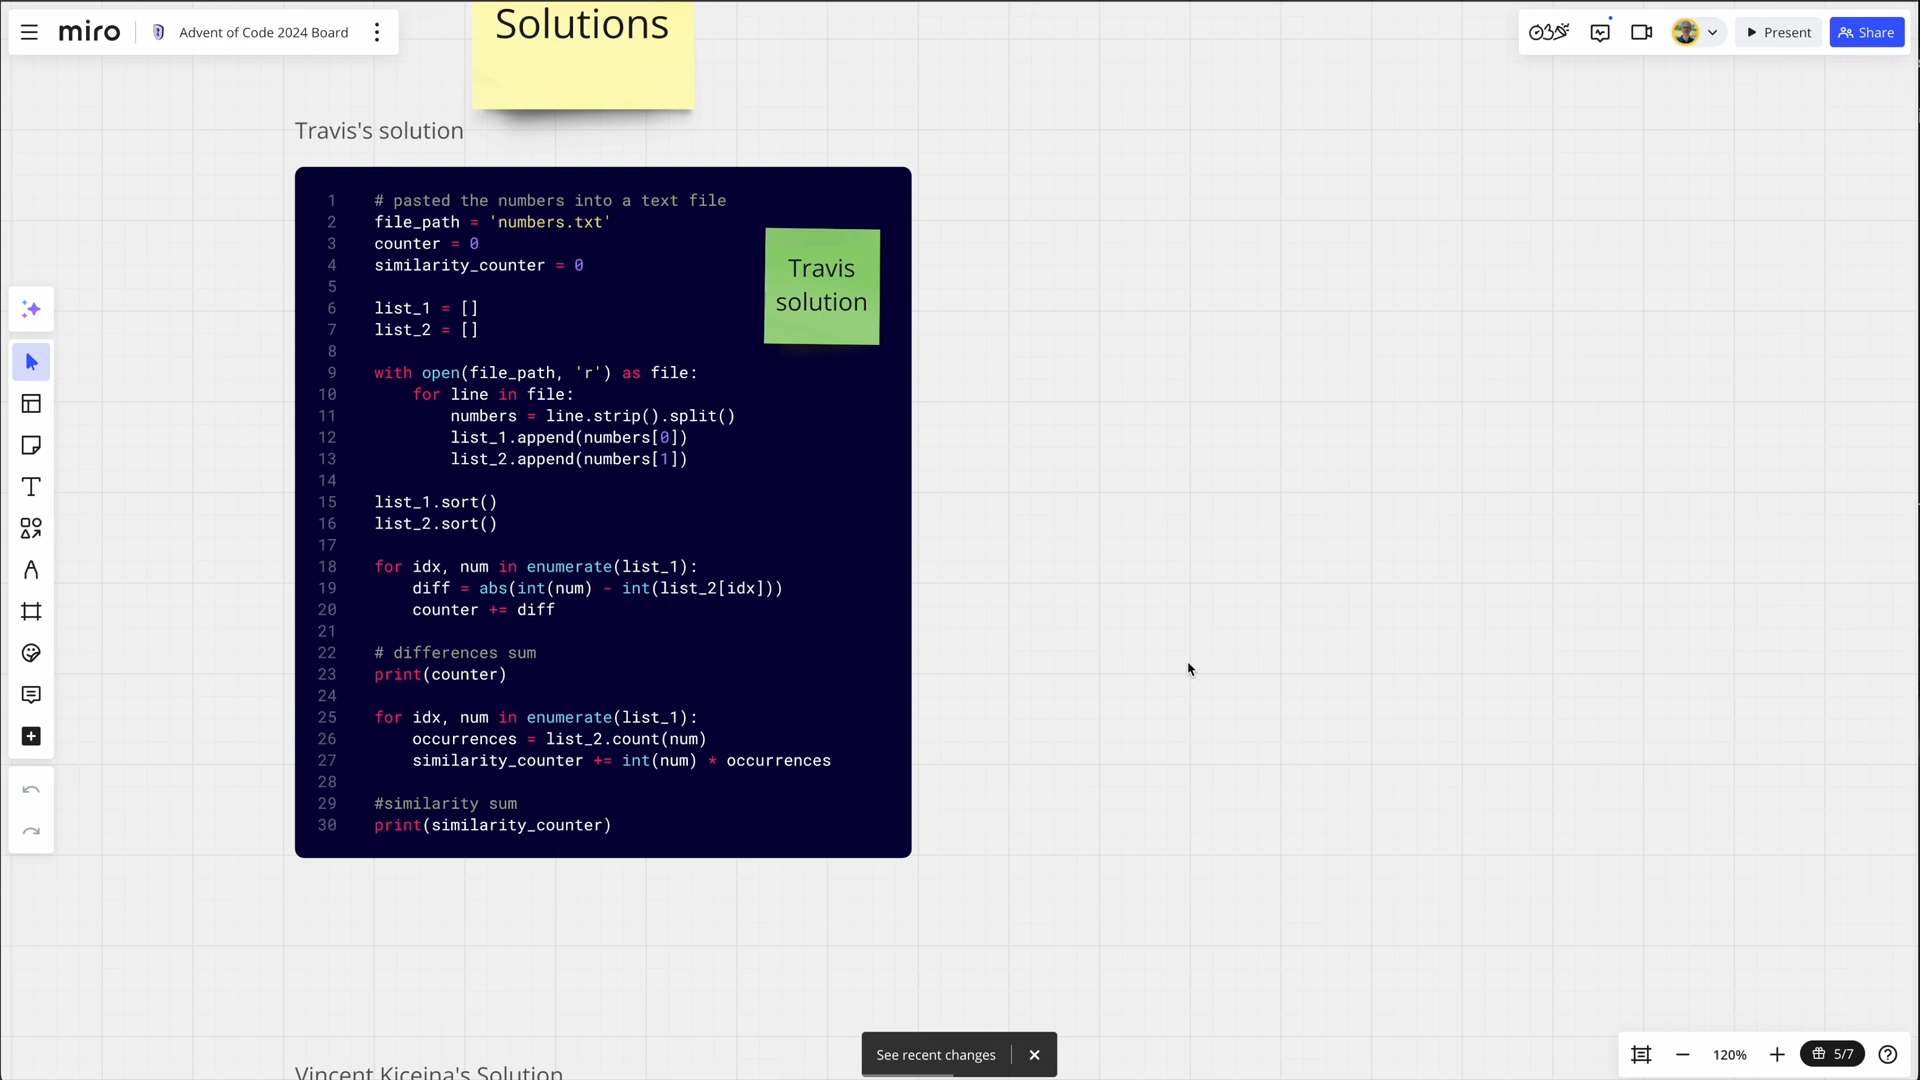 miro
Advent of Code 2024 Board
Solutions
Present
Share
Travis's solution
1 # pasted the numbers into a text file
2 file_path = 'numbers.txt'
3 counter = 0
4 similarity_counter = 0
5
6 list_1 = []
7 list_2 = []
8
9 with open(file_path, 'r') as file:
10     for line in file:
11         numbers = line.strip().split()
12         list_1.append(numbers[0])
13         list_2.append(numbers[1])
14
15 list_1.sort()
16 list_2.sort()
17
18 for idx, num in enumerate(list_1):
19     diff = abs(int(num) - int(list_2[idx]))
20     counter += diff
21
22 # differences sum
23 print(counter)
24
25 for idx, num in enumerate(list_1):
26     occurrences = list_2.count(num)
27     similarity_counter += int(num) * occurrences
28
29 #similarity sum
30 print(similarity_counter)
Travis
solution
See recent changes
120%
5/7
Vincent Kiceina's Solution